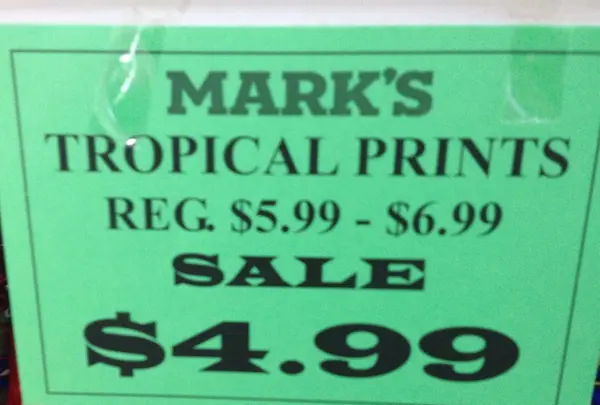 MARK'S
TROPICAL PRINTS
REG. $5.99 - $6.99
SALE
$4.99